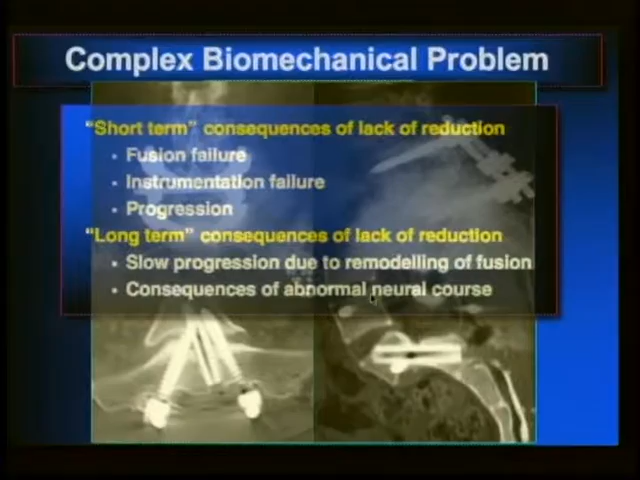 Complex Biomechanical Problem
“Short term” consequences of lack of reduction
• Fusion failure
• Instrumentation failure
• Progression
“Long term” consequences of lack of reduction
• Slow progression due to remodelling of fusion
• Consequences of abnormal neural course